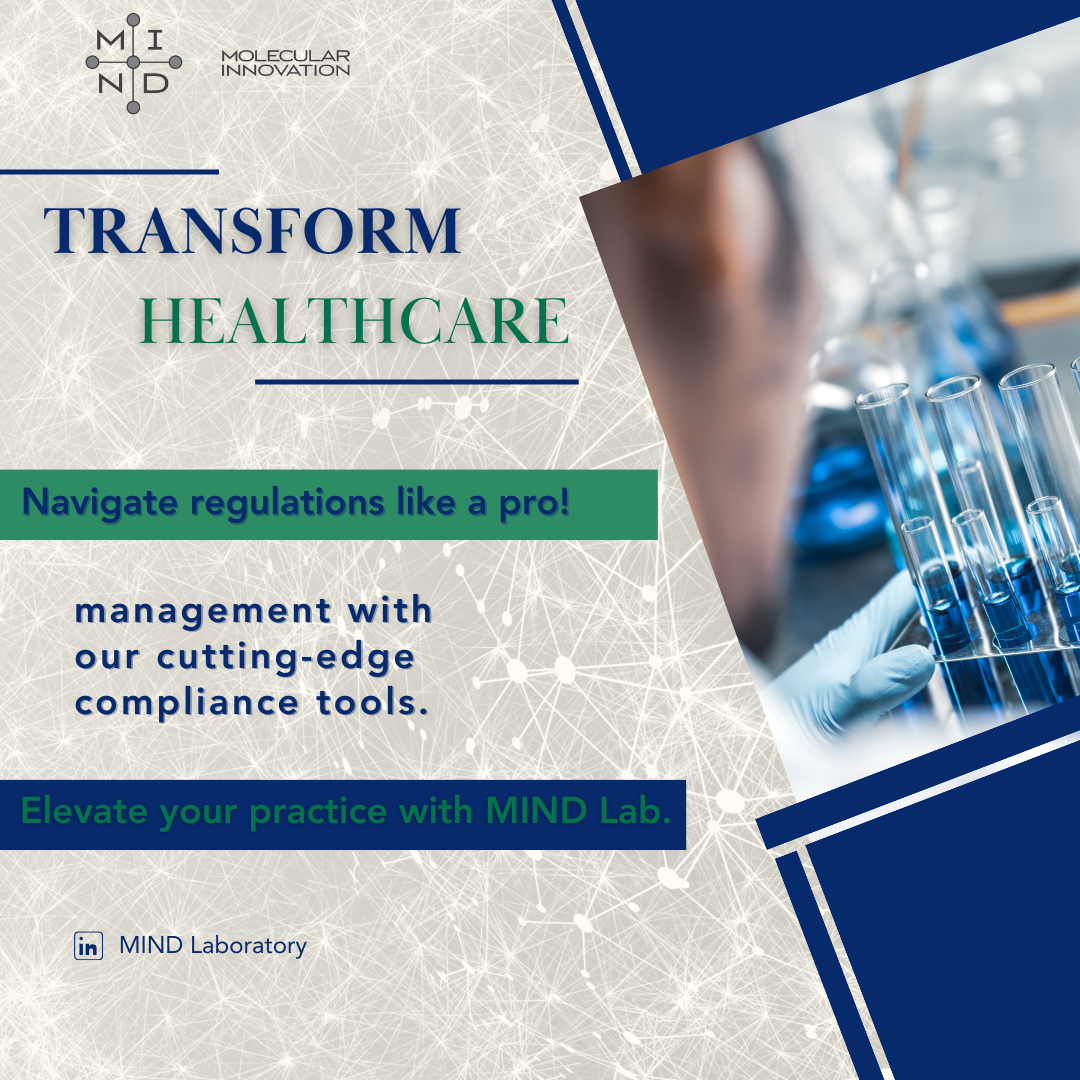 M I
N D
MOLECULAR
INNOVATION
TRANSFORM
HEALTHCARE
Navigate regulations like a pro!
management with
our cutting-edge
compliance tools.
Elevate your practice with MIND Lab.
in MIND Laboratory